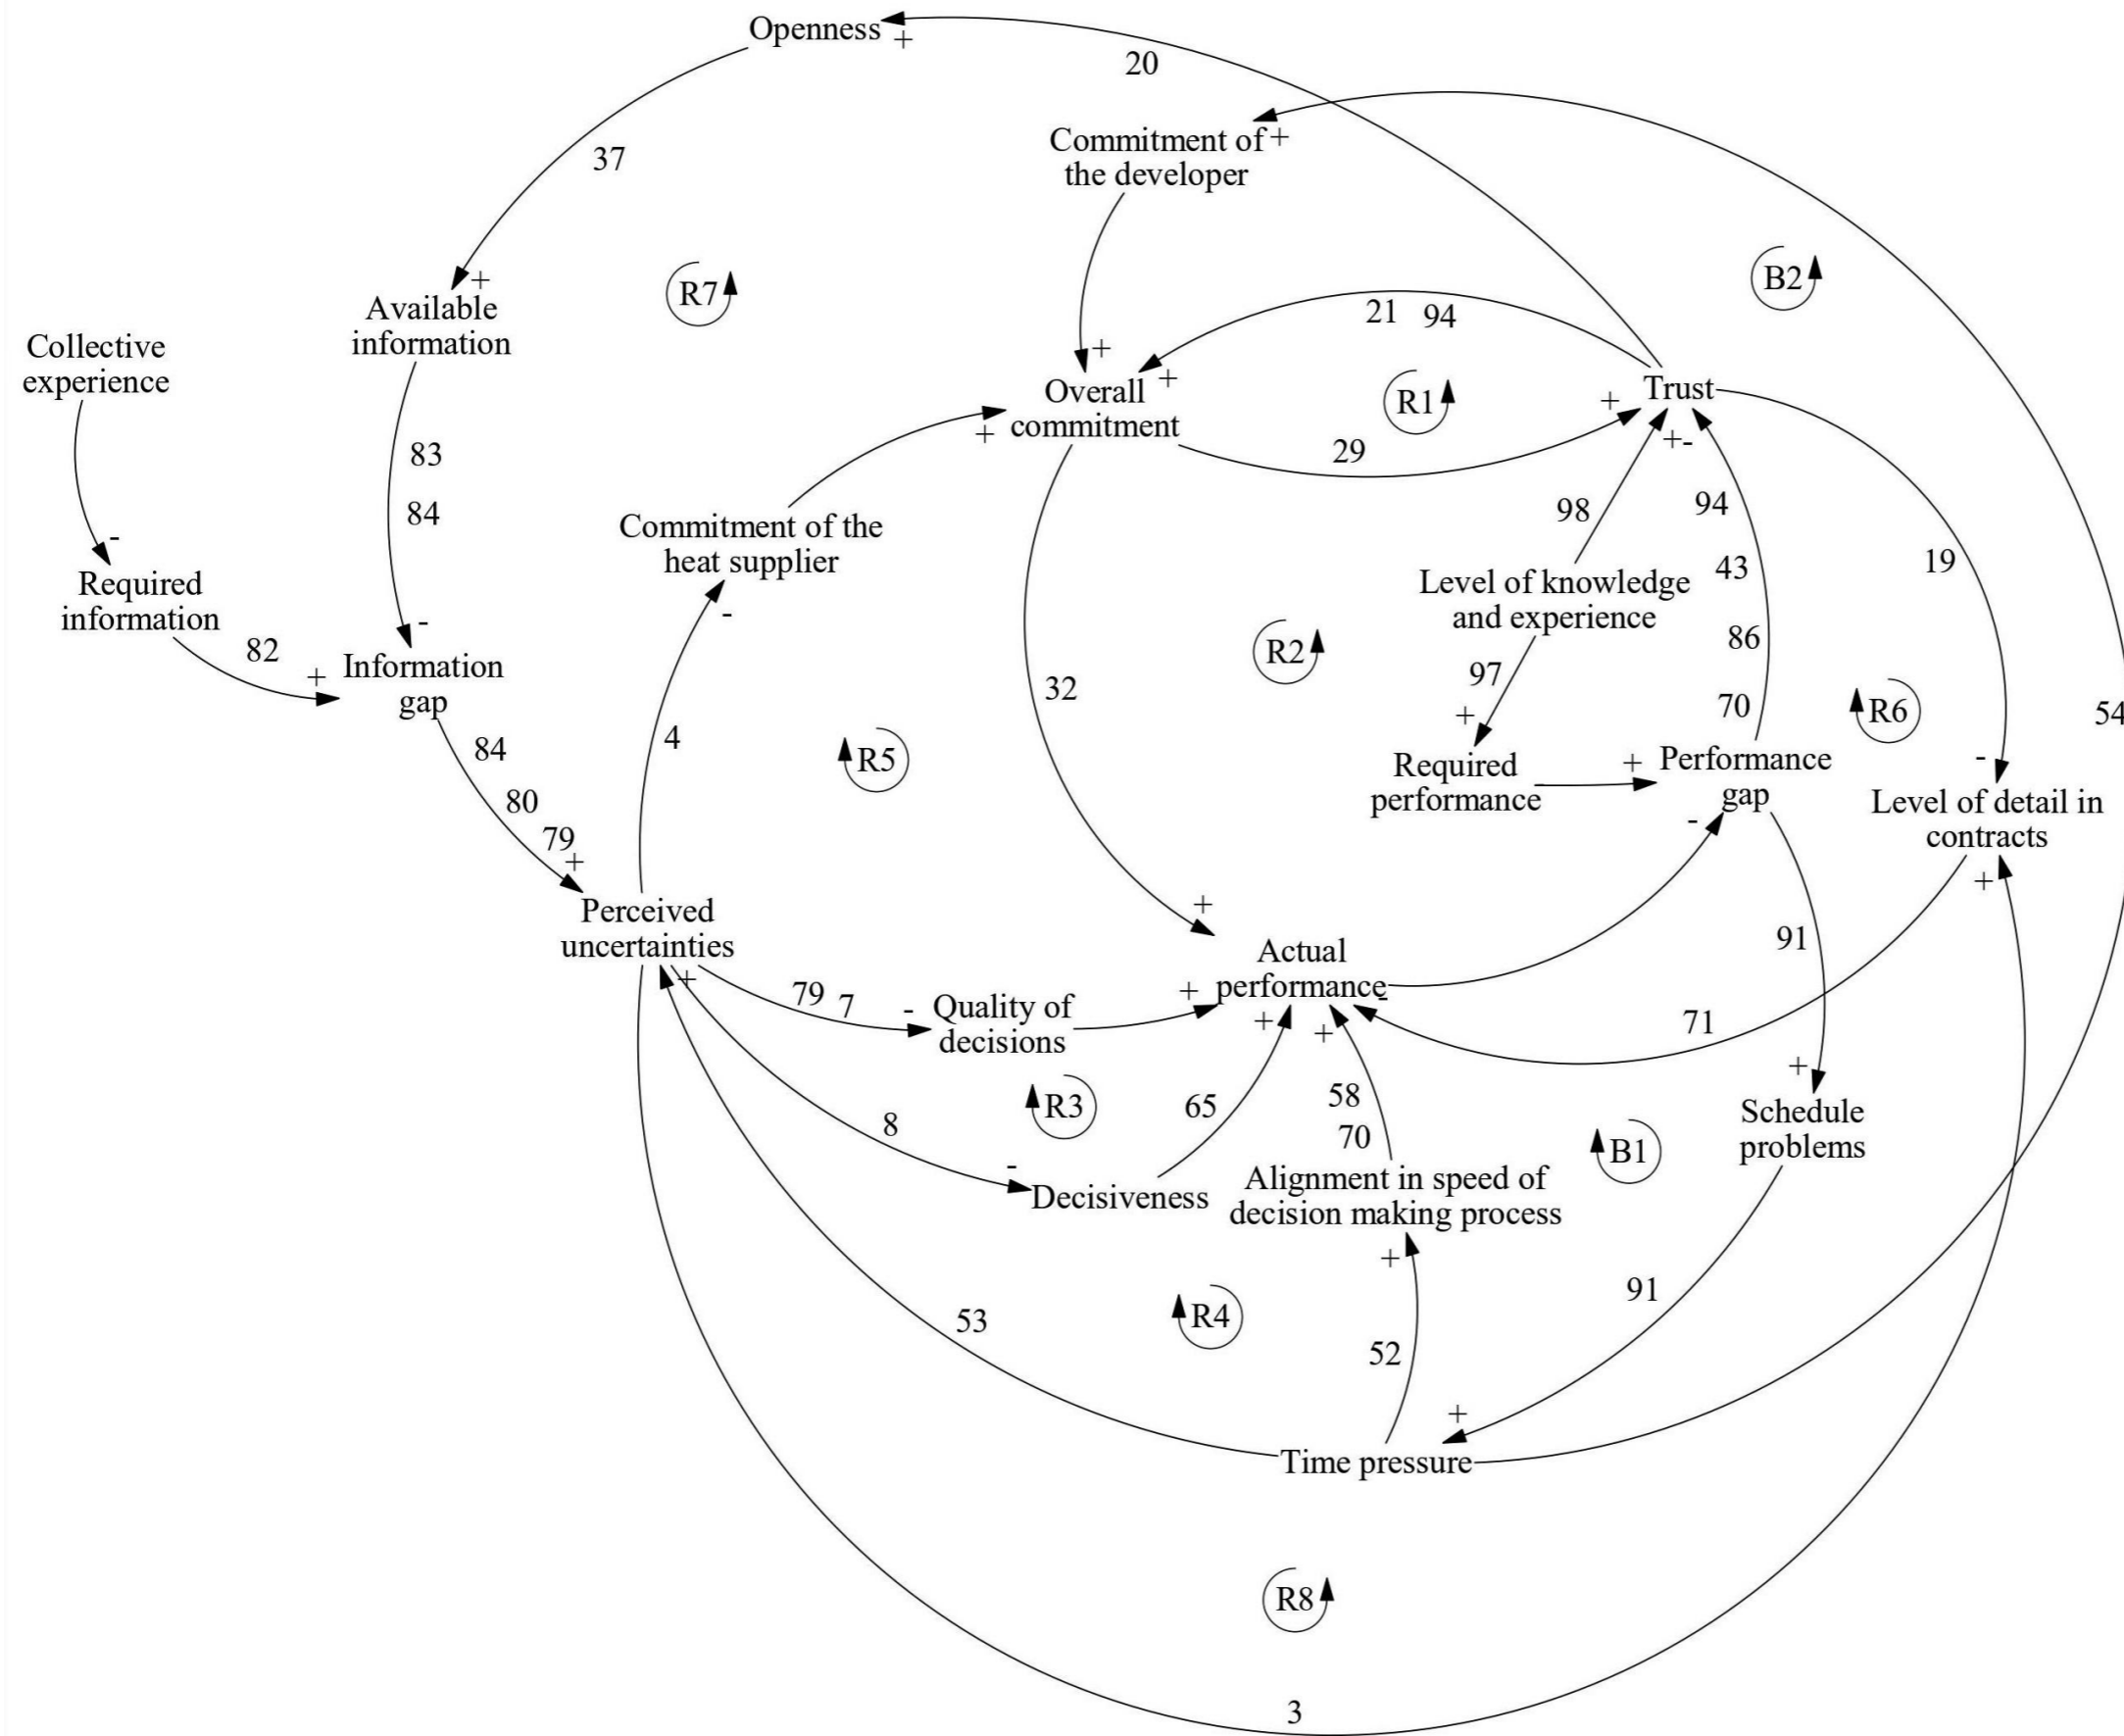 Openness
+
20
Commitment of +
the developer
37
R7
B2
+
Available
information
21 94
Collective
experience
+
Overall
commitment
+
R1
+
Trust
+
29
+-
83
84
Commitment of the
heat supplier
98
94
19
-
Required
information
-
Level of knowledge
and experience
43
82
+
Information
gap
-
R2
86
97
32
70
R6
54
4
+
84
R5
Required
performance
+
Performance
gap
-
Level of detail in
contracts
80
79
+
-
+
Perceived
uncertainties
+
91
Actual
performance
-
+
79 7
-
Quality of
decisions
+
+
+
71
R3
65
58
+
8
70
Schedule
problems
-
Decisiveness
Alignment in speed of
decision making process
B1
+
53
R4
52
91
+
Time pressure
R8
3